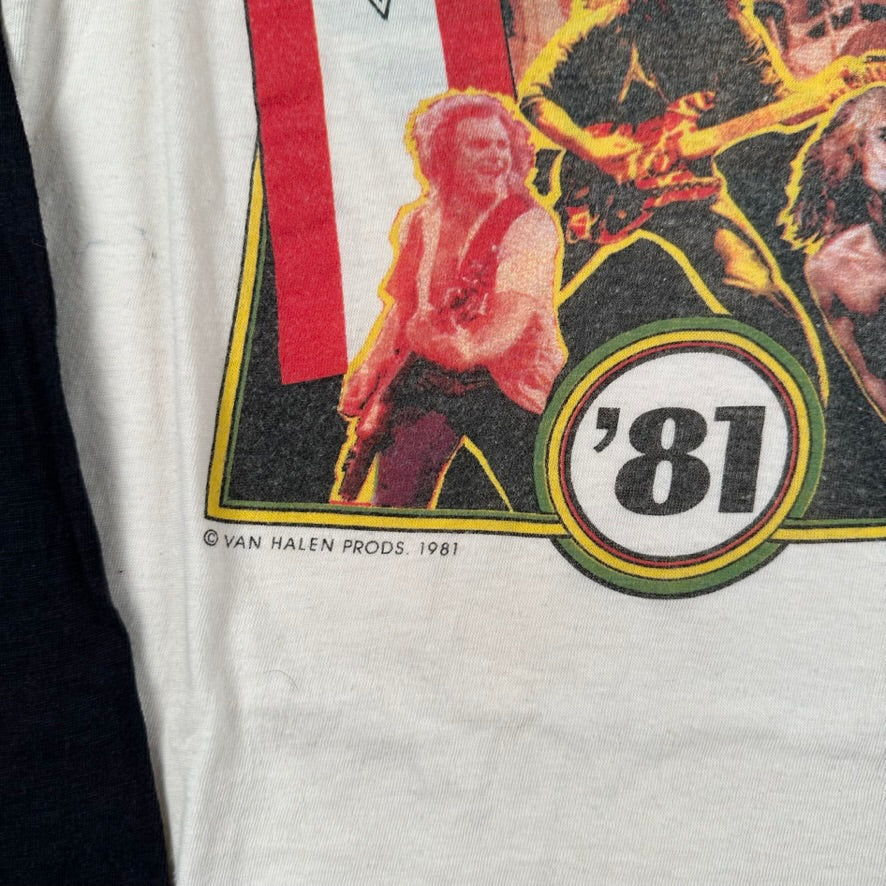 '81
© VAN HALEN PRODS. 1981